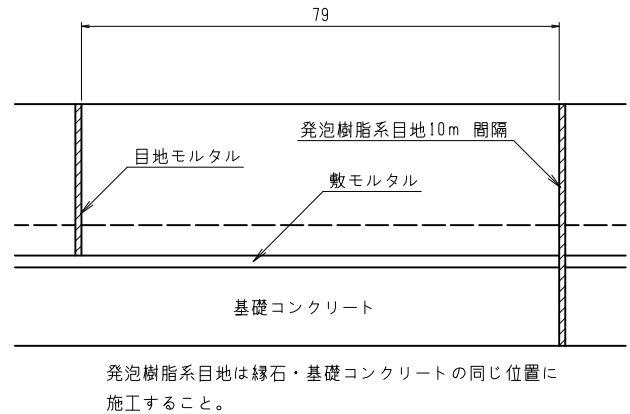 79
発泡樹脂系目地10m 間隔
目地モルタル
敷モルタル
基礎コンクリート
発泡樹脂系目地は縁石・基礎コンクリートの同じ位置に
施工すること。